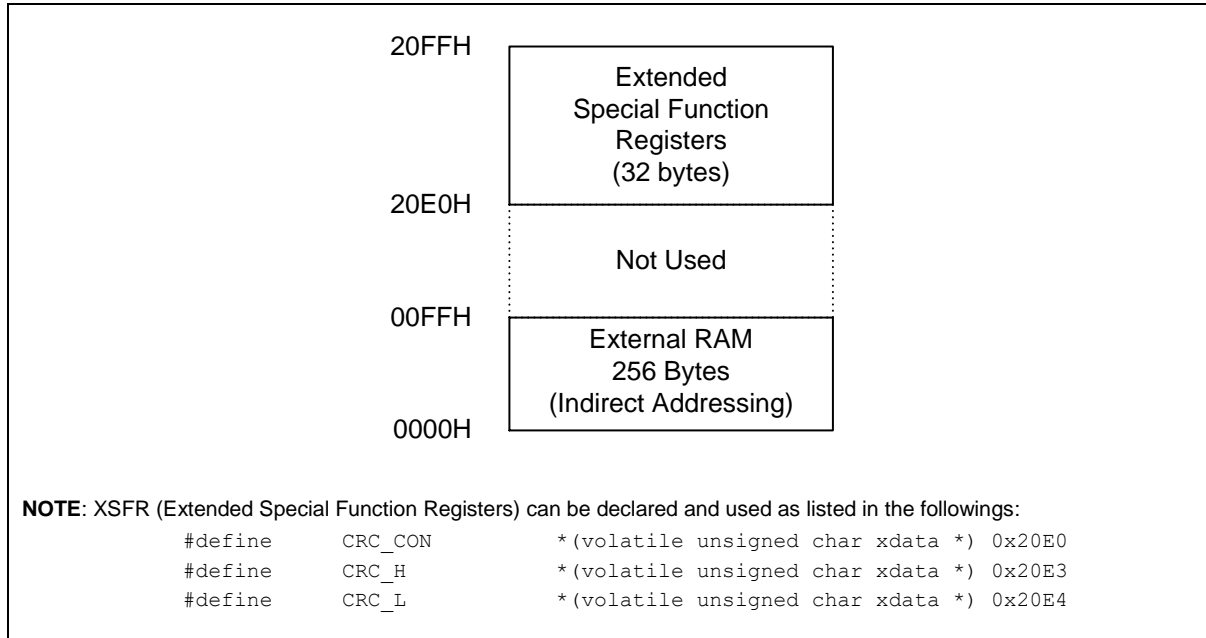 20FFH
Extended
Special Function
Registers
(32 bytes)
20E0H
Not Used
00FFH
External RAM
256 Bytes
(Indirect Addressing)
0000H
NOTE: XSFR (Extended Special Function Registers) can be declared and used as listed in the followings:
#define CRC_CON *(volatile unsigned char xdata *) 0x20E0
#define CRC_H *(volatile unsigned char xdata *) 0x20E3
#define CRC_L *(volatile unsigned char xdata *) 0x20E4